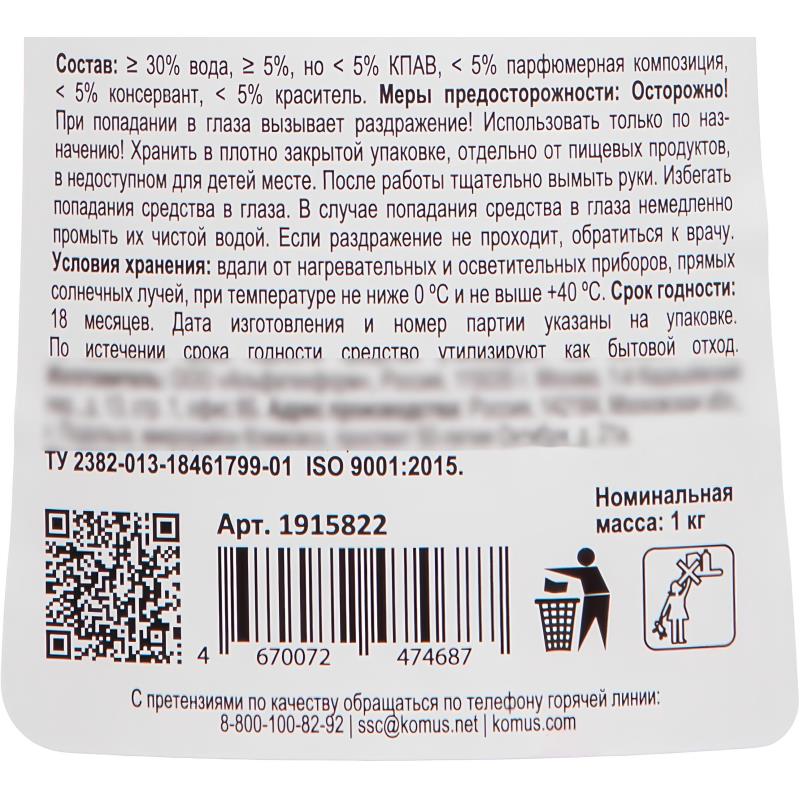 Состав: ≥ 30% вода, ≥ 5%, но < 5% КПАВ, < 5% парфюмерная композиция,
< 5% консервант, < 5% краситель. Меры предосторожности: Осторожно!
При попадании в глаза вызывает раздражение! Использовать только по наз-
начению! Хранить в плотно закрытой упаковке, отдельно от пищевых продуктов,
в недоступном для детей месте. После работы тщательно вымыть руки. Избегать
попадания средства в глаза. В случае попадания средства в глаза немедленно
промыть их чистой водой. Если раздражение не проходит, обратиться к врачу.
Условия хранения: вдали от нагревательных и осветительных приборов, прямых
солнечных лучей, при температуре не ниже 0 ºС и не выше +40 ºС. Срок годности:
18 месяцев. Дата изготовления и номер партии указаны на упаковке.
По истечении срока годности средство утилизируют как бытовой отход.
ТУ 2382-013-18461799-01 ISO 9001:2015.
Арт. 1915822
Номинальная
масса: 1 кг
4 670072 474687
С претензиями по качеству обращаться по телефону горячей линии:
8-800-100-82-92 | ssc@komus.net | komus.com